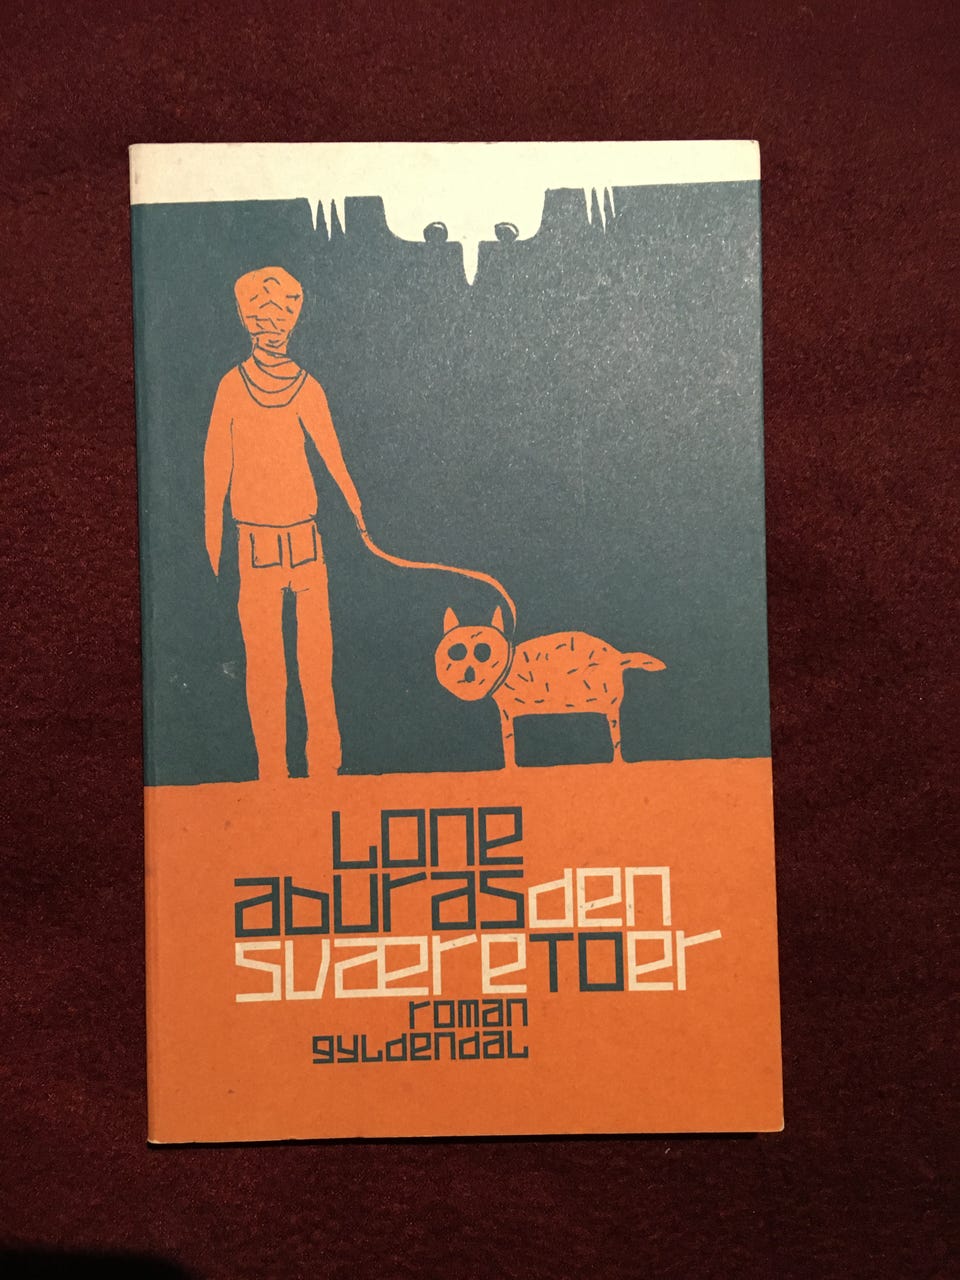 Lone
aburas den
sværeTOer
roman
gyldendal